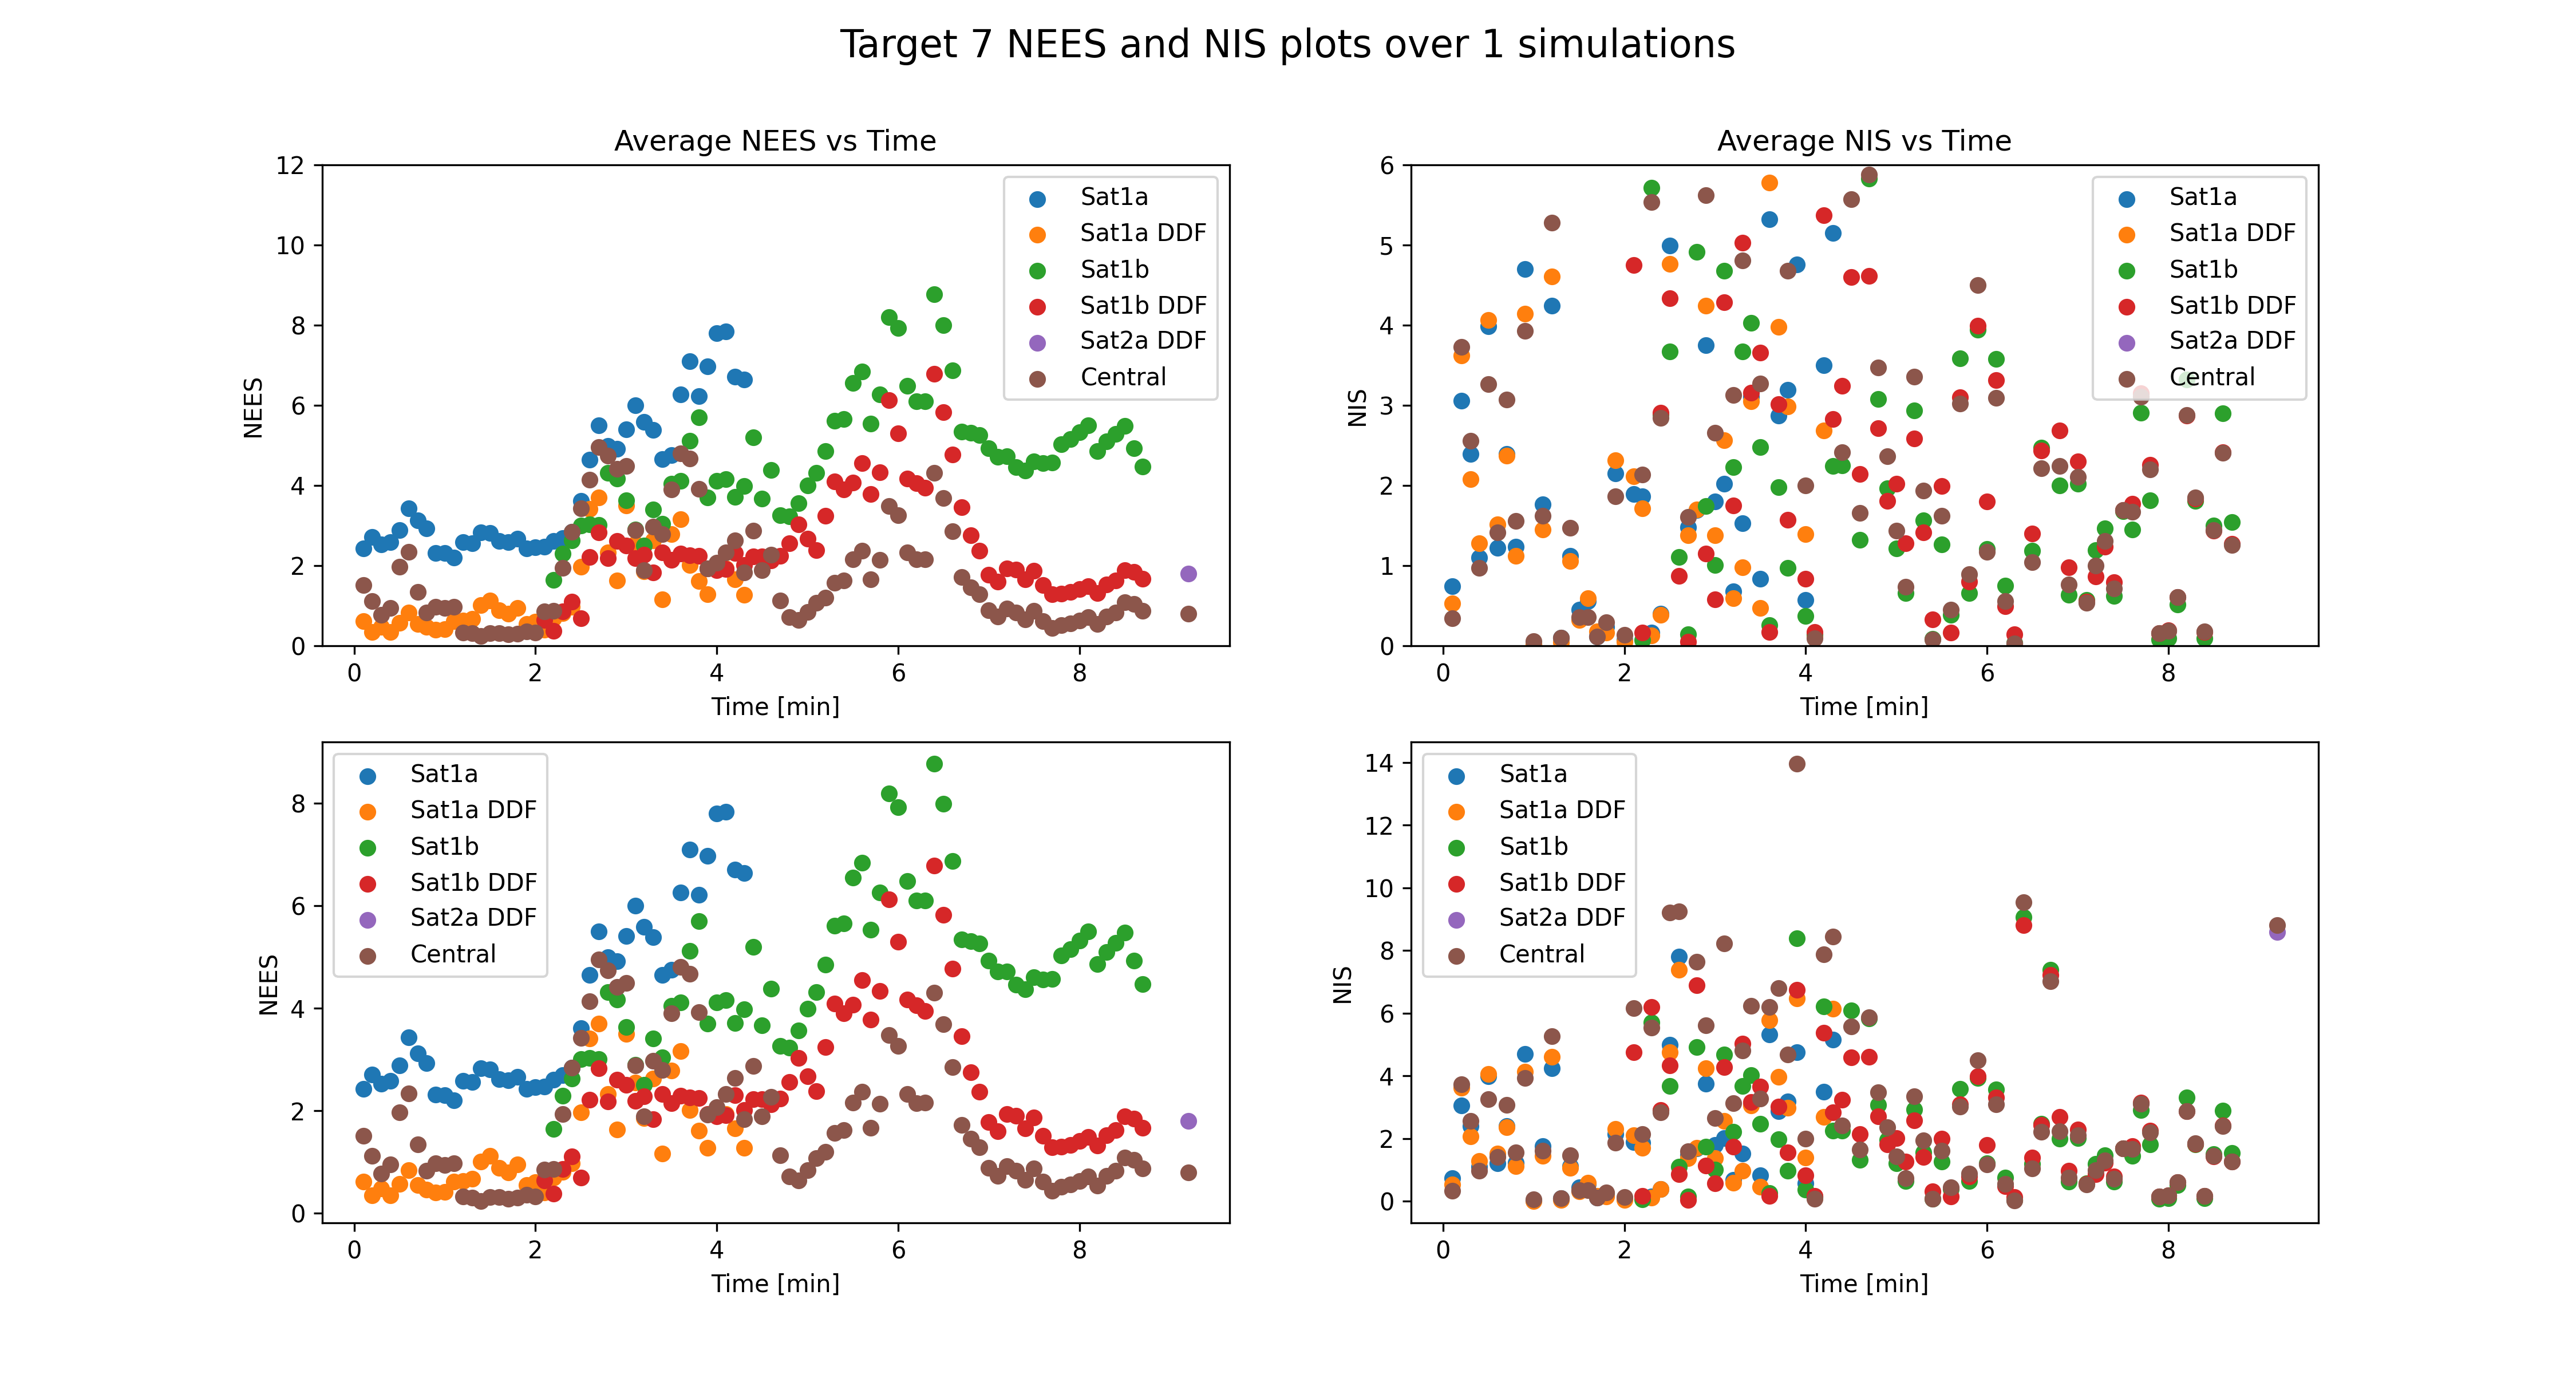 Target 7 NEES and NIS plots over 1 simulations
Average NEES vs Time
12
10
8
6
4
2
0
NEES
0 2 4 6 8
Time [min]
Sat1a
Sat1a DDF
Sat1b
Sat1b DDF
Sat2a DDF
Central
Average NIS vs Time
6
5
4
3
2
1
0
NIS
0 2 4 6 8
Time [min]
Sat1a
Sat1a DDF
Sat1b
Sat1b DDF
Sat2a DDF
Central
8
6
4
2
0
NEES
0 2 4 6 8
Time [min]
Sat1a
Sat1a DDF
Sat1b
Sat1b DDF
Sat2a DDF
Central
14
12
10
8
6
4
2
0
NIS
0 2 4 6 8
Time [min]
Sat1a
Sat1a DDF
Sat1b
Sat1b DDF
Sat2a DDF
Central